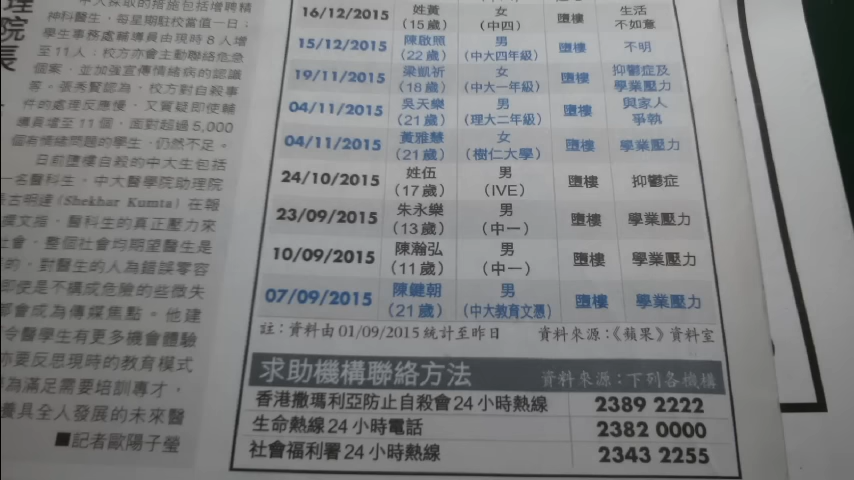 中大採取的措施包括增聘精
神科醫生，每星期駐校當值一日；
學生事務處輔導員由現時8人增
至11人；校方亦會主動聯絡危急
個案，並加強宣傳情緒病的認識
客。張秀賢認為，校方對自殺事
件的處理反應慢，又質疑即使輔
導員增至11個，面對超過5,000
個有情緒問題的學生，仍然不足。
日前墮樓自殺的中大生包括
一名醫科生，中大醫學院助理院
長古明達(Shekhar Kumta)在報
撰文指，醫科生的真正壓力來
社會，整個社會均期望醫生是
的，對醫生的人為錯誤零容
即使是不構成危險的些微失
都會成為傳媒焦點。他建
令醫學生有更多機會體驗
亦要反思現時的教育模式
為滿足需要培訓專才，
養具全人發展的未來醫
■記者歐陽子瑩
16/12/2015 姓黃 (15歲) 女 (中四) 墮樓 生活不如意
15/12/2015 陳啟照 (22歲) 男 (中大四年級) 墮樓 不明
19/11/2015 梁凱祈 (18歲) 女 (中大一年級) 墮樓 抑鬱症及學業壓力
04/11/2015 吳天樂 (21歲) 男 (理大二年級) 墮樓 與家人爭執
04/11/2015 黃雅慧 (21歲) 女 (樹仁大學) 墮樓 學業壓力
24/10/2015 姓伍 (17歲) 男 (IVE) 墮樓 抑鬱症
23/09/2015 朱永樂 (13歲) 男 (中一) 墮樓 學業壓力
10/09/2015 陳瀚弘 (11歲) 男 (中一) 墮樓 學業壓力
07/09/2015 陳鍵朝 (21歲) 男 (中大教育文憑) 墮樓 學業壓力
註：資料由01/09/2015統計至昨日 資料來源：《蘋果》資料室
求助機構聯絡方法 資料來源：下列各機構
香港撒瑪利亞防止自殺會24小時熱線 2389 2222
生命熱線24小時電話 2382 0000
社會福利署24小時熱線 2343 2255